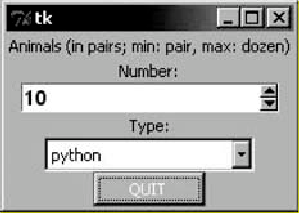 tk
Animals (in pairs; min: pair, max: dozen)
Number:
10
Type:
python
QUIT